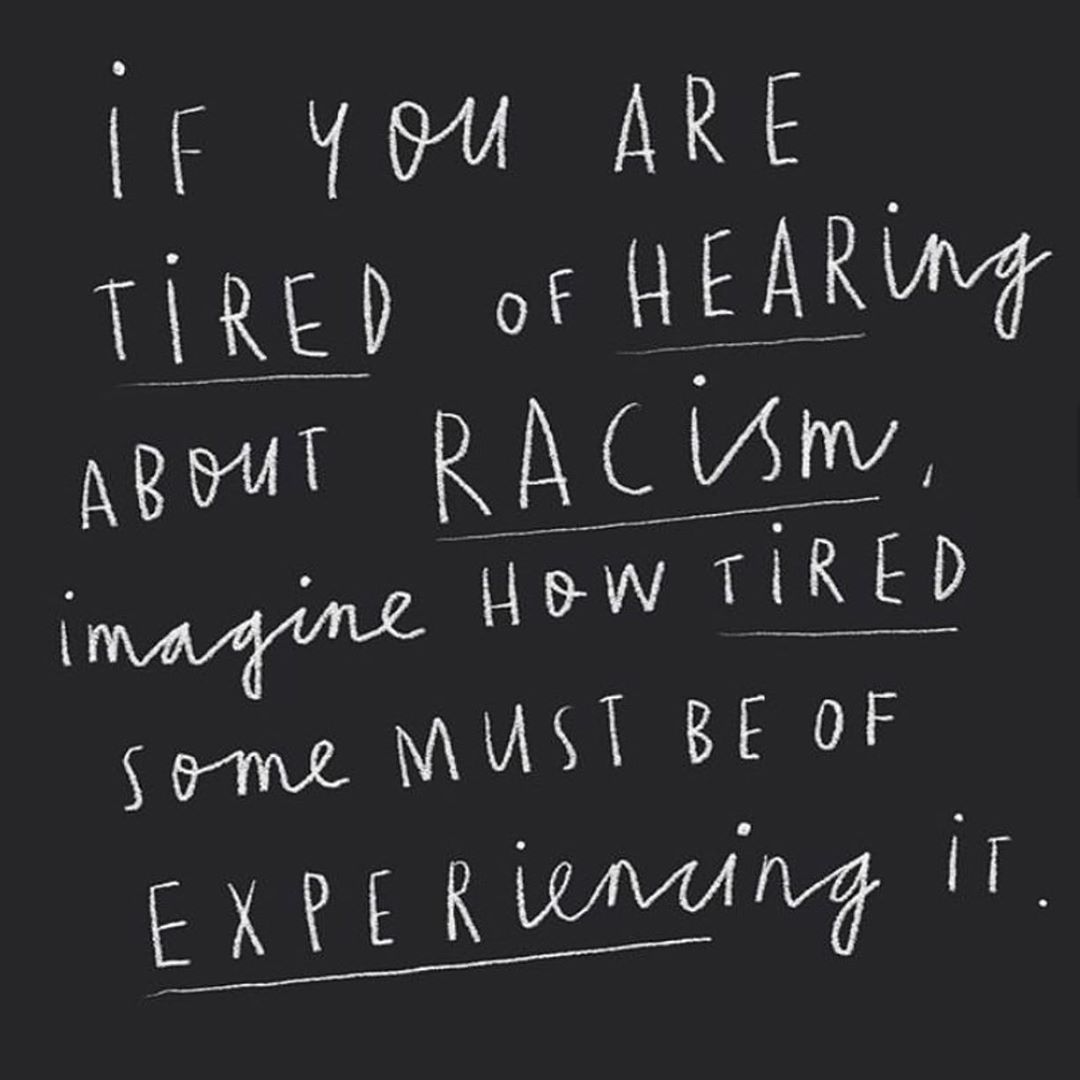 iF YOU ARE
TiRED OF HEARing
ABOUT RACism,
imagine HOW TiRED
some MUST BE OF
EXPERiencing iT.